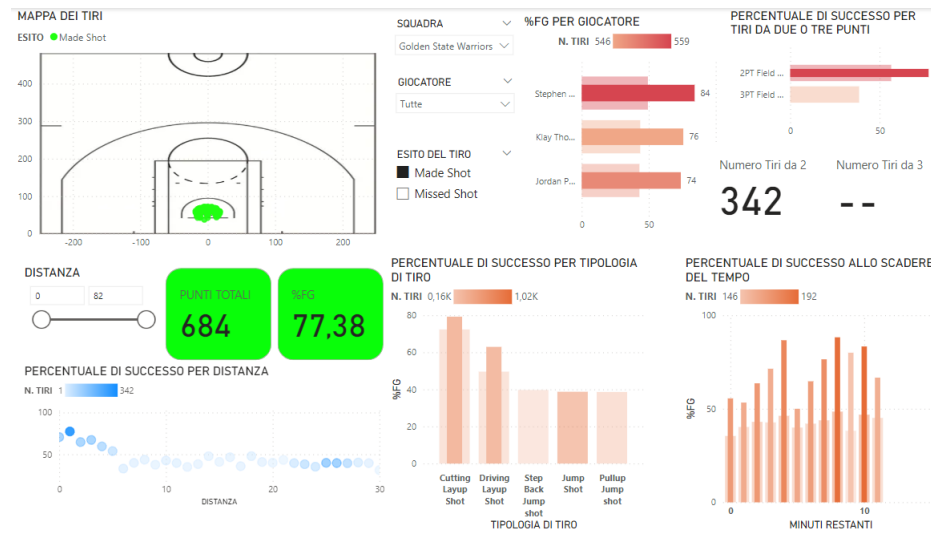 MAPPA DEI TIRI
ESITO Made Shot
400
300
200
100
0
-200 -100 0 100 200
SQUADRA
Golden State Warriors
GIOCATORE
Tutte
ESITO DEL TIRO
Made Shot
Missed Shot
%FG PER GIOCATORE
N. TIRI 546 559
Stephen ... 84
Klay Tho... 76
Jordan P... 74
0 50
PERCENTUALE DI SUCCESSO PER
TIRI DA DUE O TRE PUNTI
2PT Field ...
3PT Field ...
0 50
Numero Tiri da 2
342
Numero Tiri da 3
--
DISTANZA
0 82
PUNTI TOTALI
684
%FG
77,38
PERCENTUALE DI SUCCESSO PER DISTANZA
N. TIRI 1 342
100
50
0 10 20 30
DISTANZA
PERCENTUALE DI SUCCESSO PER TIPOLOGIA
DI TIRO
N. TIRI 0,16K 1,02K
80
60
40
20
0
%FG
Cutting Layup Shot
Driving Layup Shot
Step Back Jump shot
Jump Shot
Pullup Jump shot
TIPOLOGIA DI TIRO
PERCENTUALE DI SUCCESSO ALLO SCADERE
DEL TEMPO
N. TIRI 146 192
100
50
0
%FG
0 10
MINUTI RESTANTI